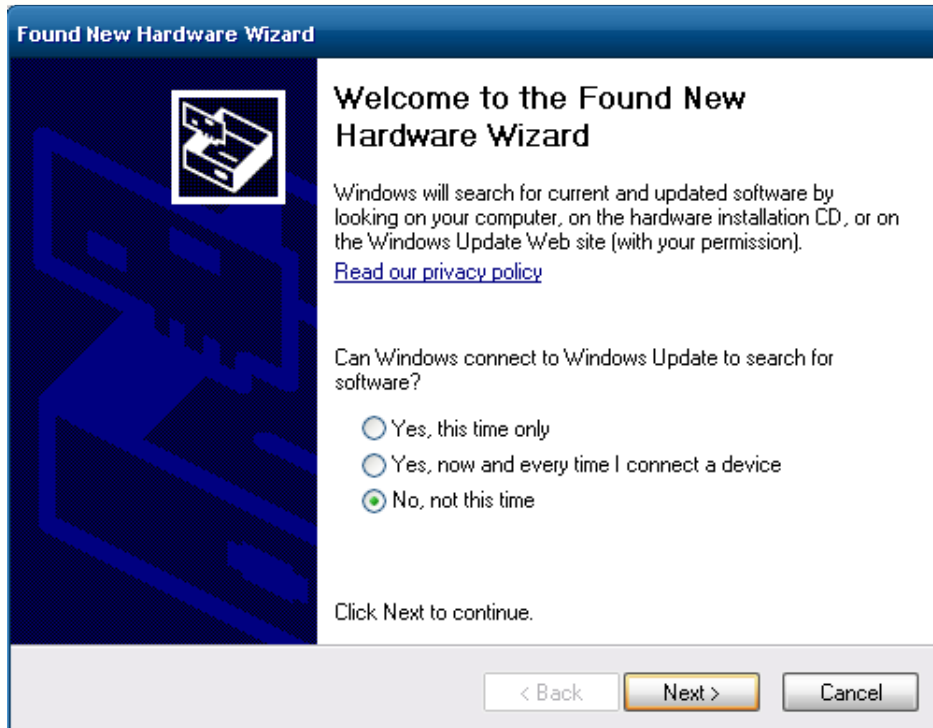 Found New Hardware Wizard
Welcome to the Found New
Hardware Wizard
Windows will search for current and updated software by
looking on your computer, on the hardware installation CD, or on
the Windows Update Web site (with your permission).
Read our privacy policy
Can Windows connect to Windows Update to search for
software?
Yes, this time only
Yes, now and every time I connect a device
No, not this time
Click Next to continue.
< Back Next > Cancel